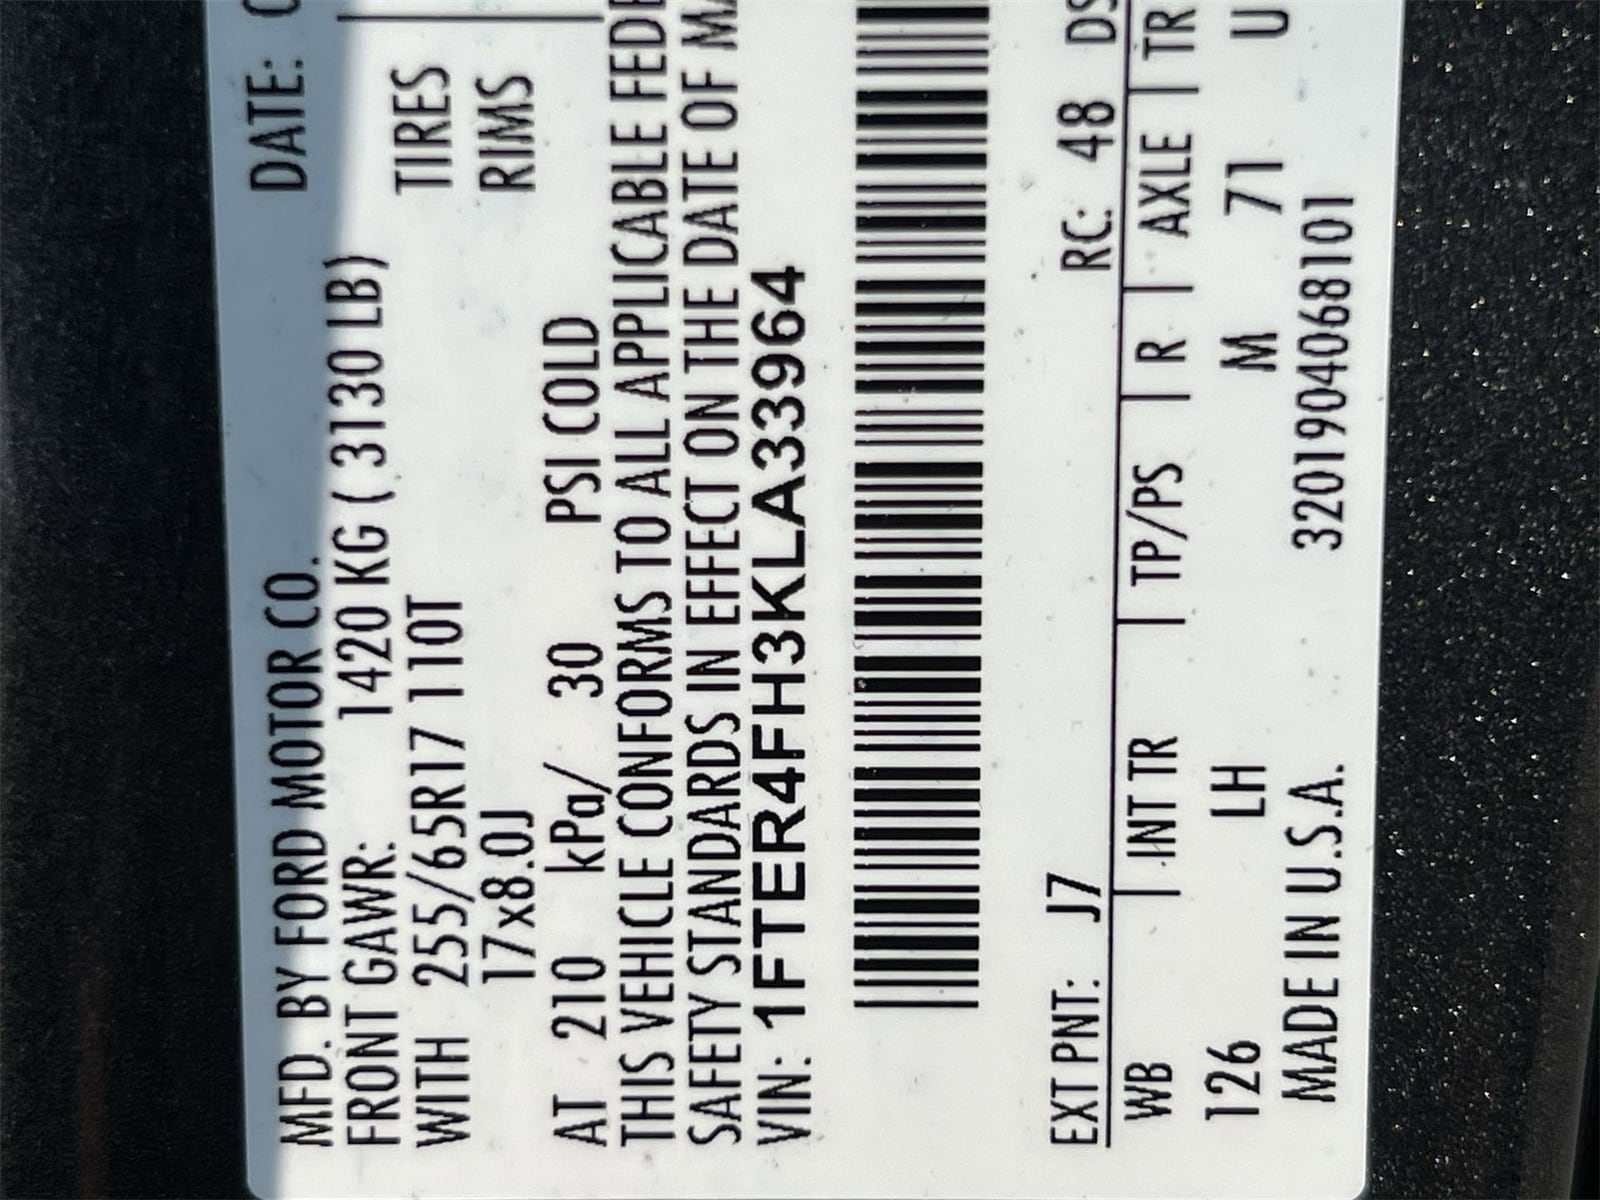 MFD. BY FORD MOTOR CO. DATE:
FRONT GAWR: 1420 KG ( 3130 LB)
WITH 255/65R17 110T TIRES
17x8.0J RIMS
AT 210 kPa/ 30 PSI COLD
THIS VEHICLE CONFORMS TO ALL APPLICABLE FEDE
SAFETY STANDARDS IN EFFECT ON THE DATE OF MA
VIN: 1FTER4FH3KLA33964
EXT PNT: J7 RC: 48 DS
WB | INT TR | TP/PS | R | AXLE | TR
126 LH M 71 U
MADE IN U.S.A. 3201904068101